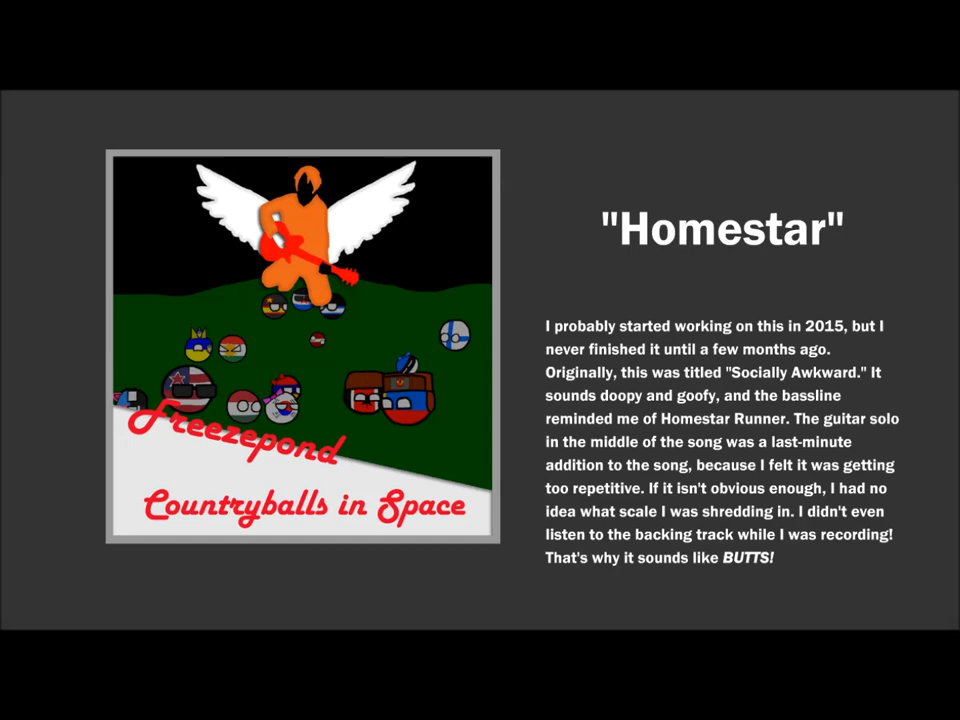 Freezepond
Countryballs in Space
"Homestar"
I probably started working on this in 2015, but I
never finished it until a few months ago.
Originally, this was titled "Socially Awkward." It
sounds doopy and goofy, and the bassline
reminded me of Homestar Runner. The guitar solo
in the middle of the song was a last-minute
addition to the song, because I felt it was getting
too repetitive. If it isn't obvious enough, I had no
idea what scale I was shredding in. I didn't even
listen to the backing track while I was recording!
That's why it sounds like BUTTS!